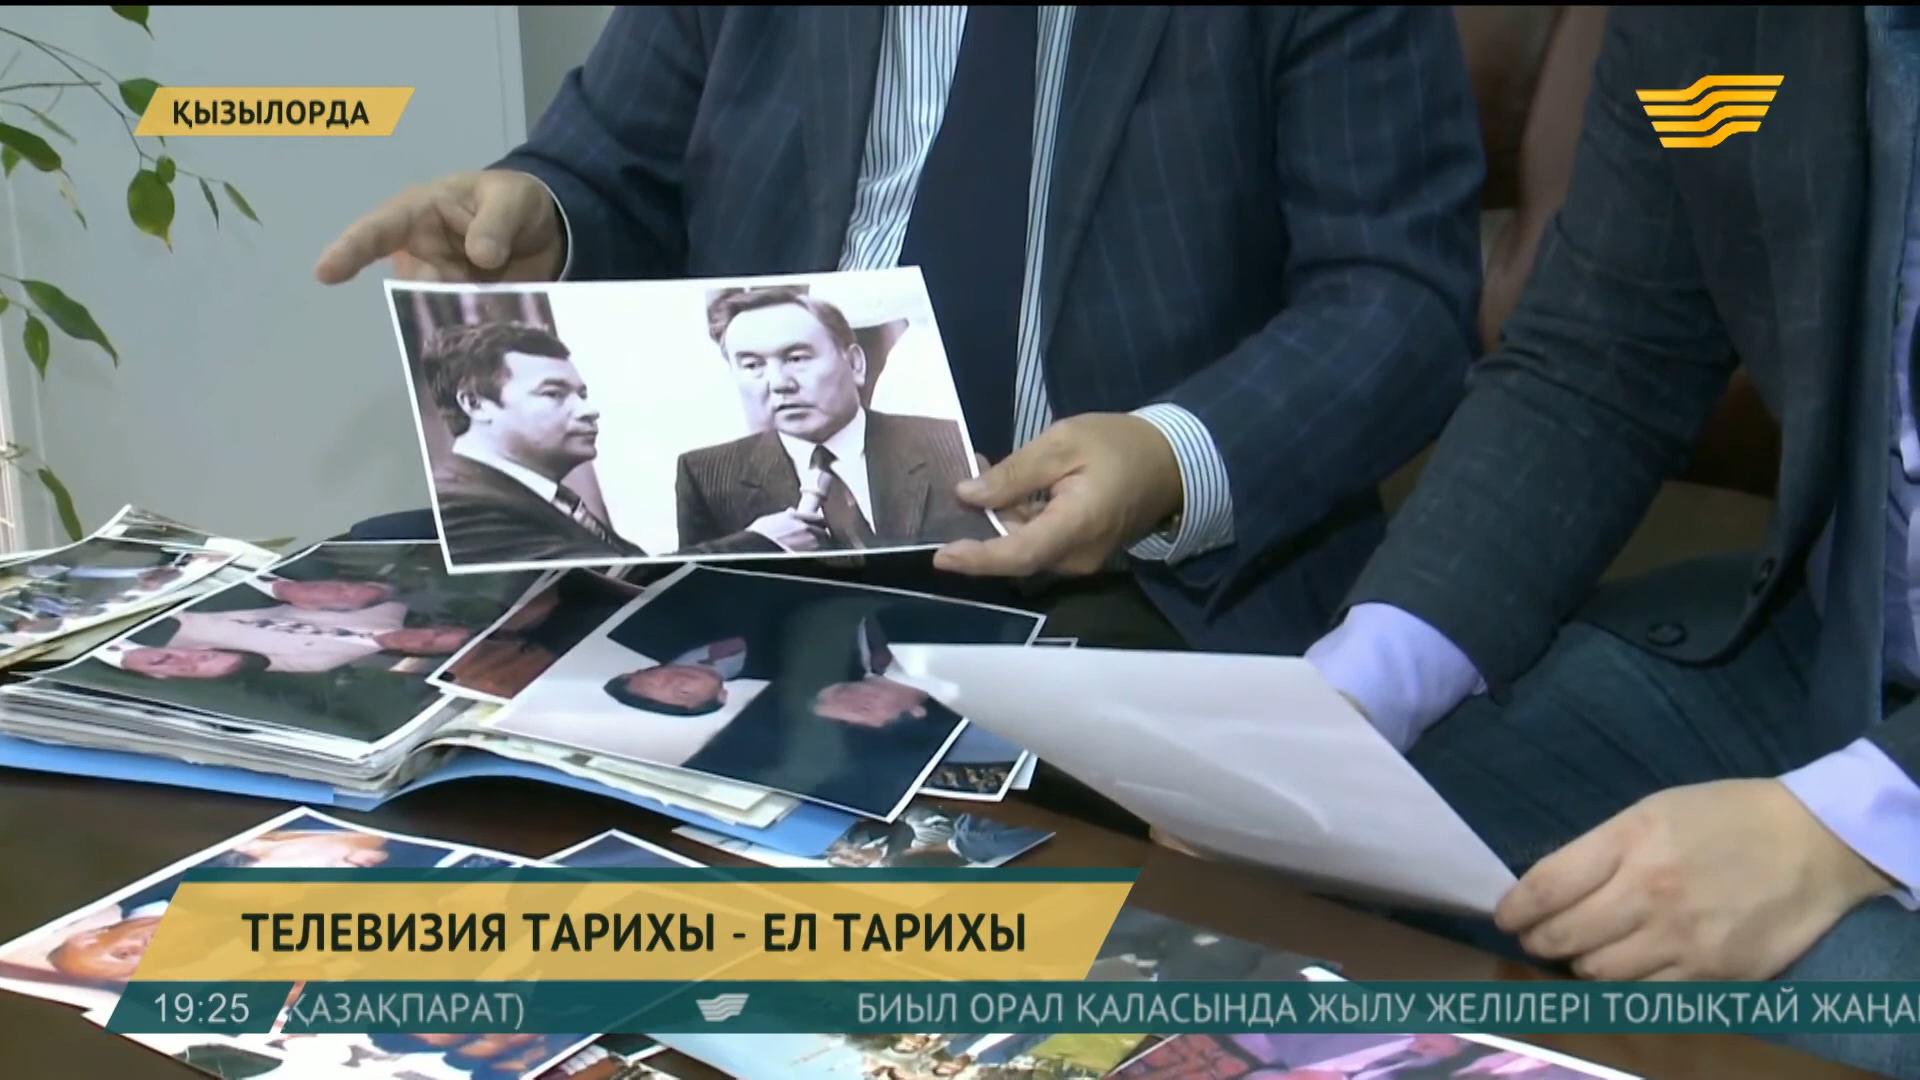 ҚЫЗЫЛОРДА
ТЕЛЕВИЗИЯ ТАРИХЫ - ЕЛ ТАРИХЫ
19:25 ҚАЗАҚПАРАТ) БИЫЛ ОРАЛ ҚАЛАСЫНДА ЖЫЛУ ЖЕЛІЛЕРІ ТОЛЫҚТАЙ